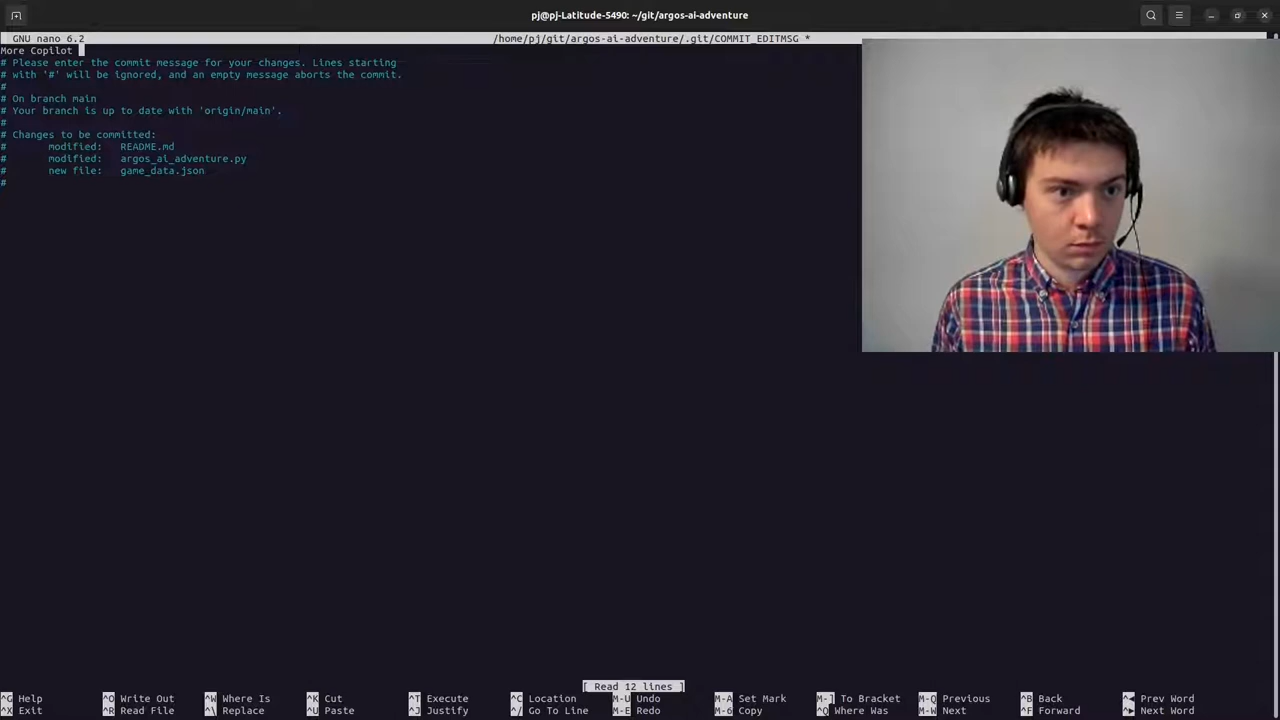 pj@pj-Latitude-5490: ~/git/argos-ai-adventure
GNU nano 6.2 /home/pj/git/argos-ai-adventure/.git/COMMIT_EDITMSG *
More Copilot
# Please enter the commit message for your changes. Lines starting
# with '#' will be ignored, and an empty message aborts the commit.
#
# On branch main
# Your branch is up to date with 'origin/main'.
#
# Changes to be committed:
# modified: README.md
# modified: argos_ai_adventure.py
# new file: game_data.json
#
[ Read 12 lines ]
^G Help ^O Write Out ^W Where Is ^K Cut ^T Execute ^C Location M-U Undo M-A Set Mark M-] To Bracket M-Q Previous ^B Back ^◄ Prev Word
^X Exit ^R Read File ^\ Replace ^U Paste ^J Justify ^/ Go To Line M-E Redo M-6 Copy ^Q Where Was M-W Next ^F Forward ^► Next Word